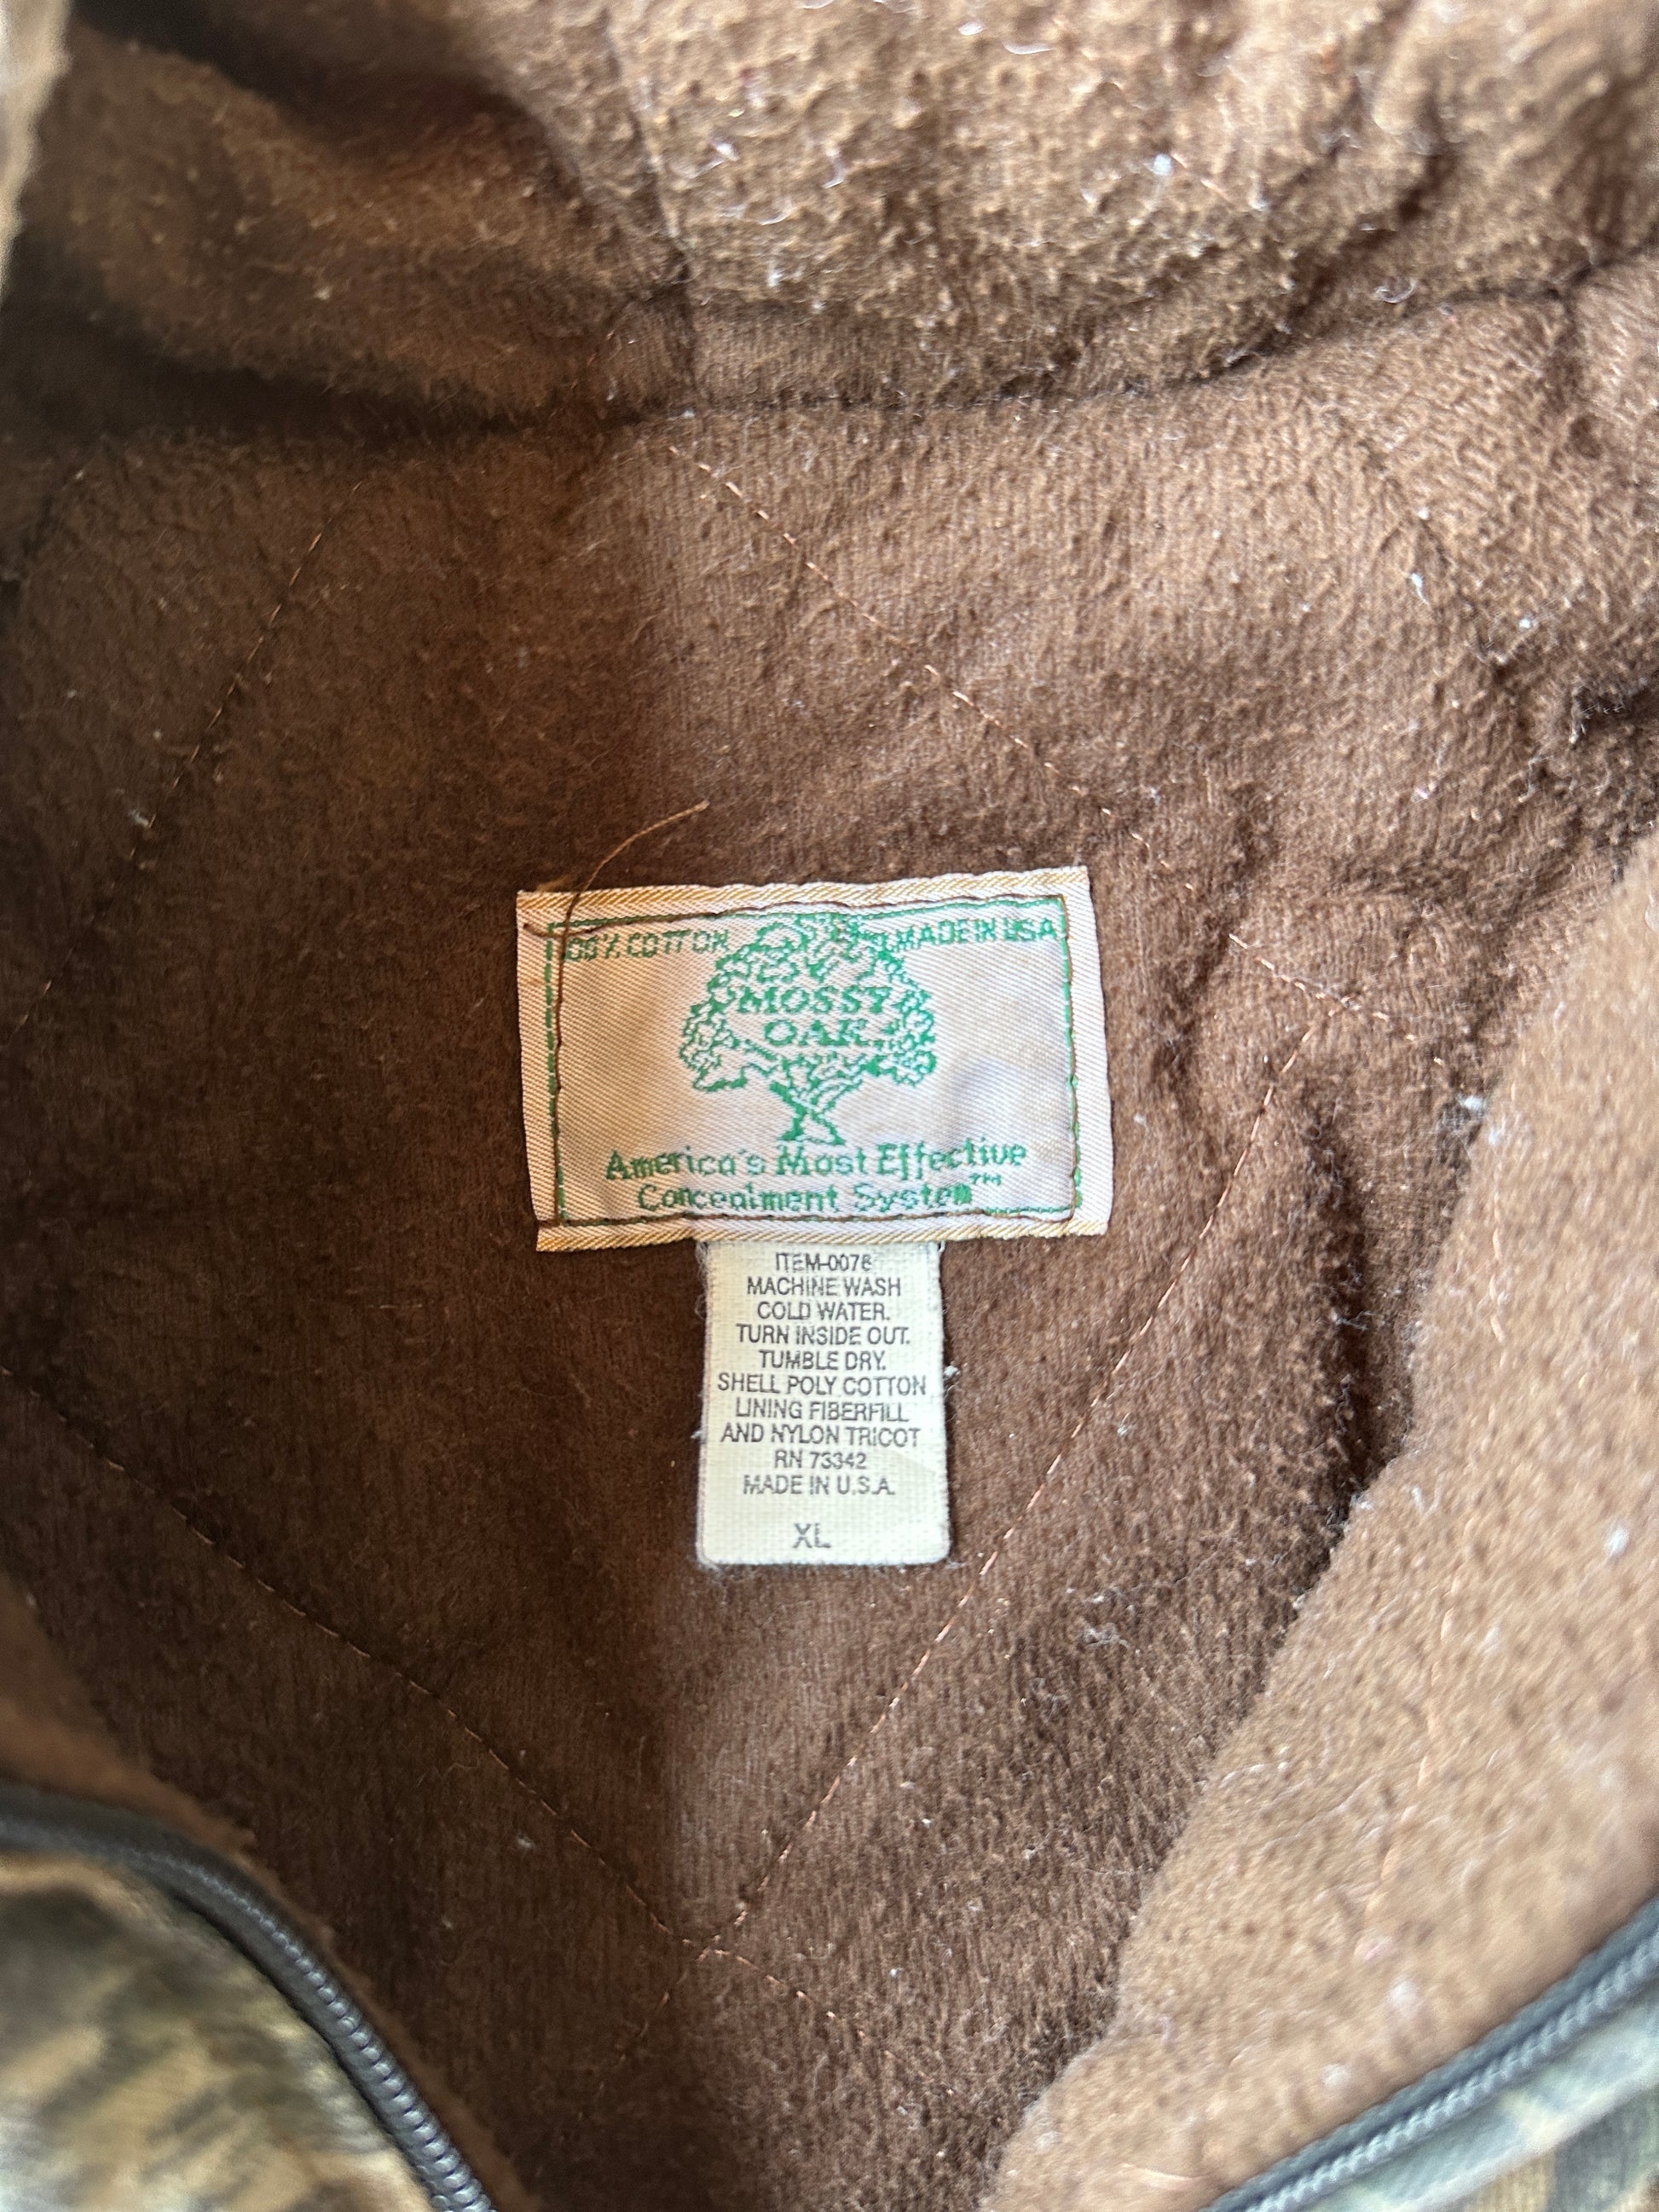 100% COTTON MADE IN USA
MOSSY
OAK
America's Most Effective
Concealment System™
ITEM-0076
MACHINE WASH
COLD WATER.
TURN INSIDE OUT.
TUMBLE DRY.
SHELL POLY COTTON
LINING FIBERFILL
AND NYLON TRICOT
RN 73342
MADE IN U.S.A.
XL